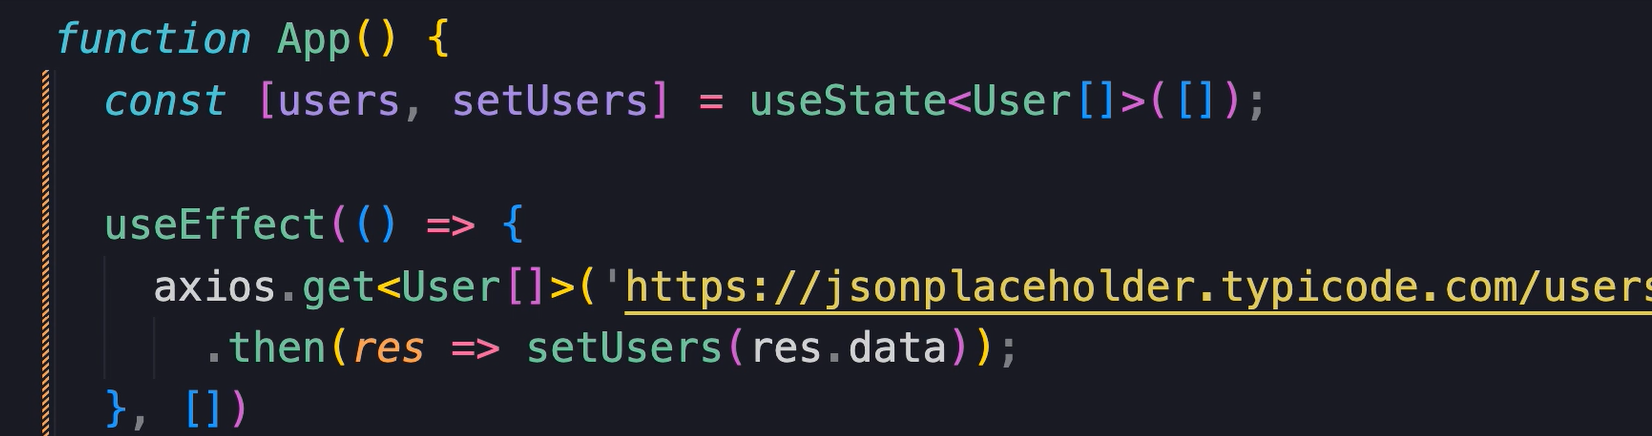 function App() {
const [users, setUsers] = useState<User[]>([]);
useEffect(() => {
axios.get<User[]>('https://jsonplaceholder.typicode.com/users
.then(res => setUsers(res.data));
}, [])